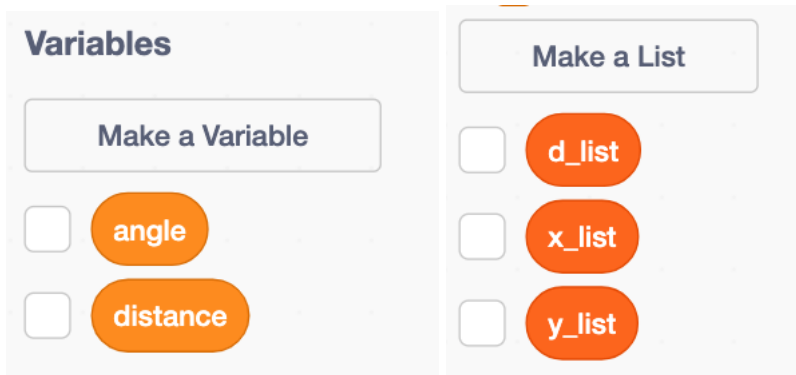 Variables
Make a Variable
angle
distance
Make a List
d_list
x_list
y_list